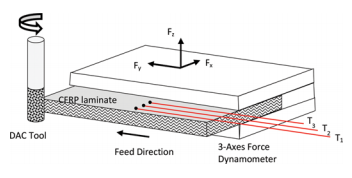 Fz
Fy
Fx
CFRP laminate
T3
T2
T1
DAC Tool
Feed Direction
3-Axes Force
Dynamometer